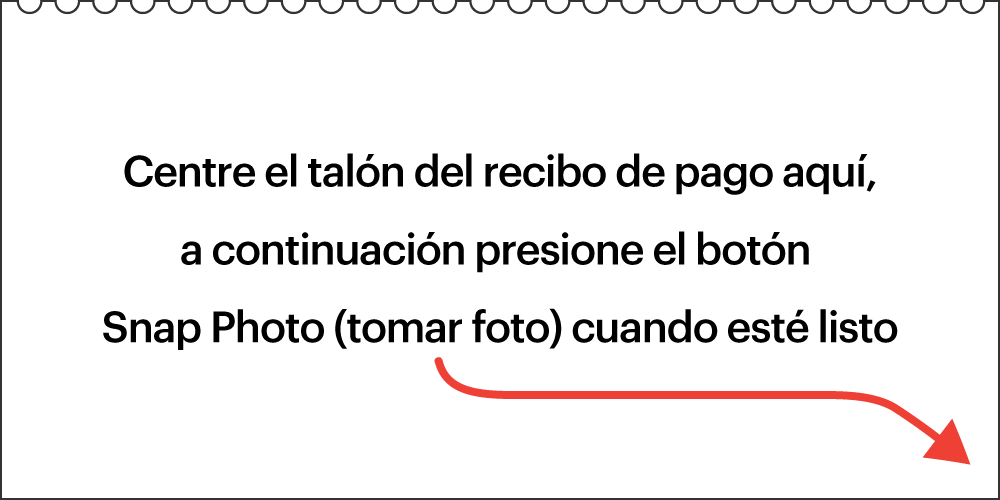 Centre el talón del recibo de pago aquí,
a continuación presione el botón
Snap Photo (tomar foto) cuando esté listo